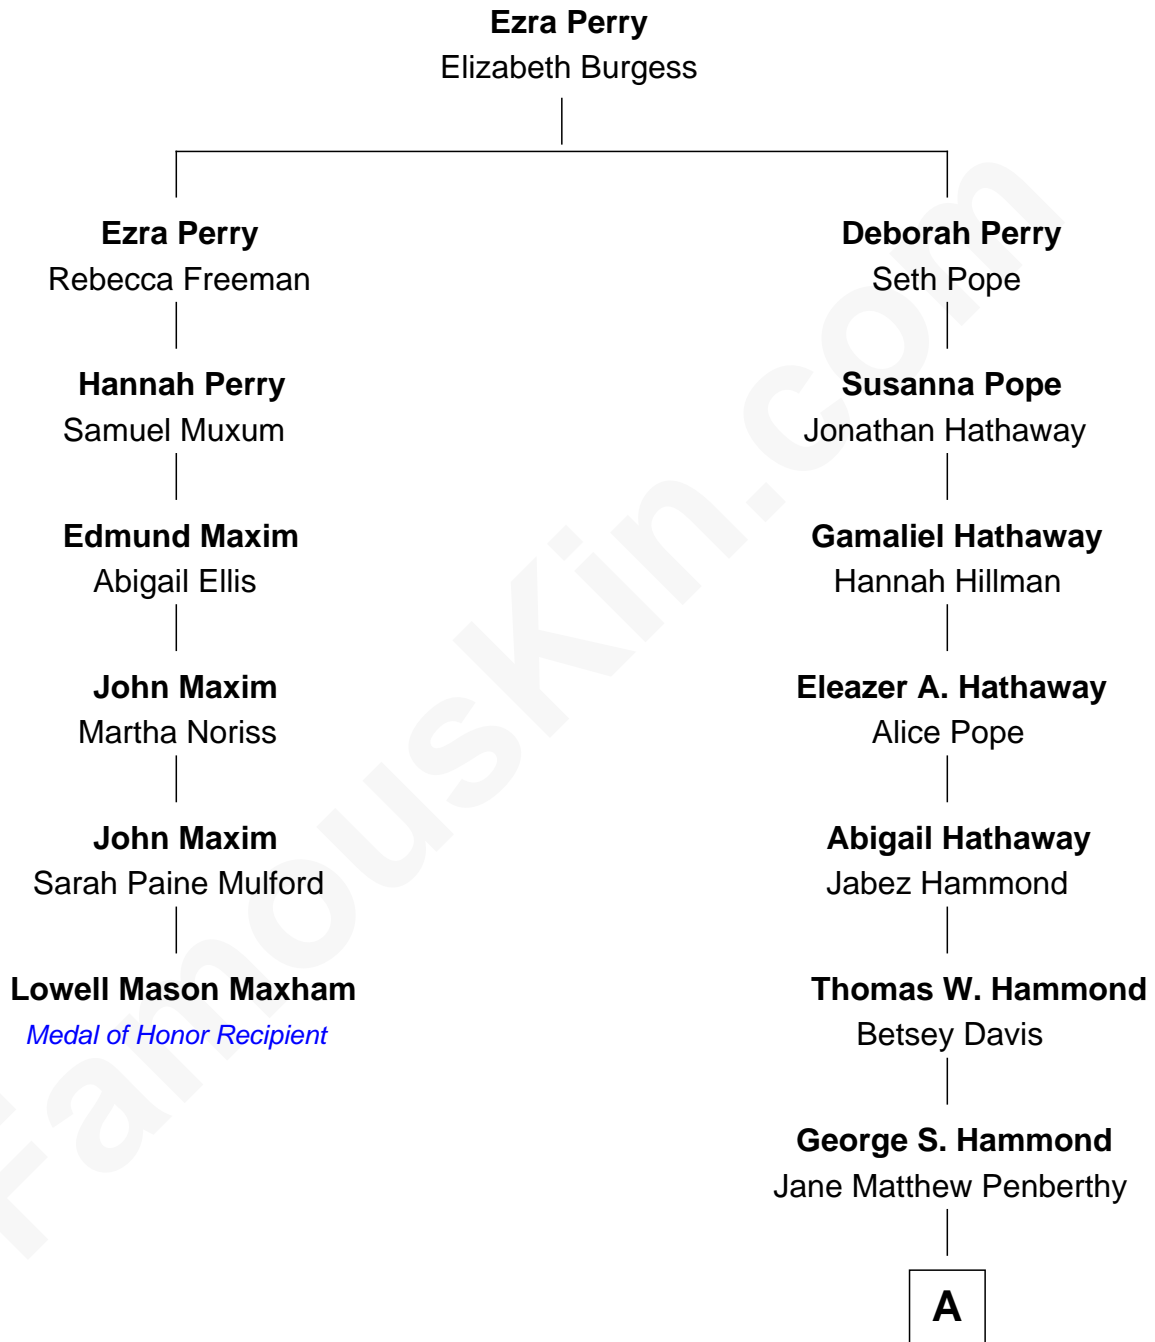 Ezra Perry
Elizabeth Burgess
Ezra Perry
Rebecca Freeman
Hannah Perry
Samuel Muxum
Edmund Maxim
Abigail Ellis
John Maxim
Martha Noriss
John Maxim
Sarah Paine Mulford
Lowell Mason Maxham
Medal of Honor Recipient
Deborah Perry
Seth Pope
Susanna Pope
Jonathan Hathaway
Gamaliel Hathaway
Hannah Hillman
Eleazer A. Hathaway
Alice Pope
Abigail Hathaway
Jabez Hammond
Thomas W. Hammond
Betsey Davis
George S. Hammond
Jane Matthew Penberthy
A
FamousKin.com